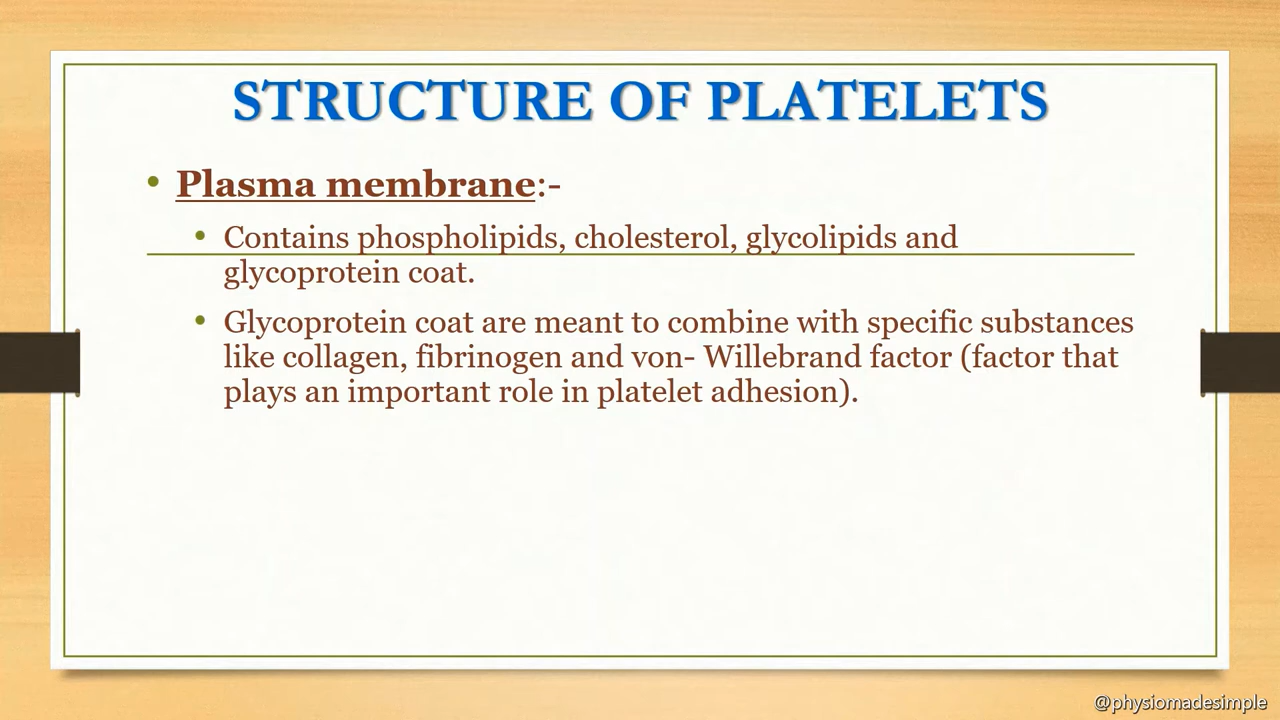 STRUCTURE OF PLATELETS
• Plasma membrane:-
• Contains phospholipids, cholesterol, glycolipids and
glycoprotein coat.
• Glycoprotein coat are meant to combine with specific substances
like collagen, fibrinogen and von- Willebrand factor (factor that
plays an important role in platelet adhesion).
@physiomadesimple